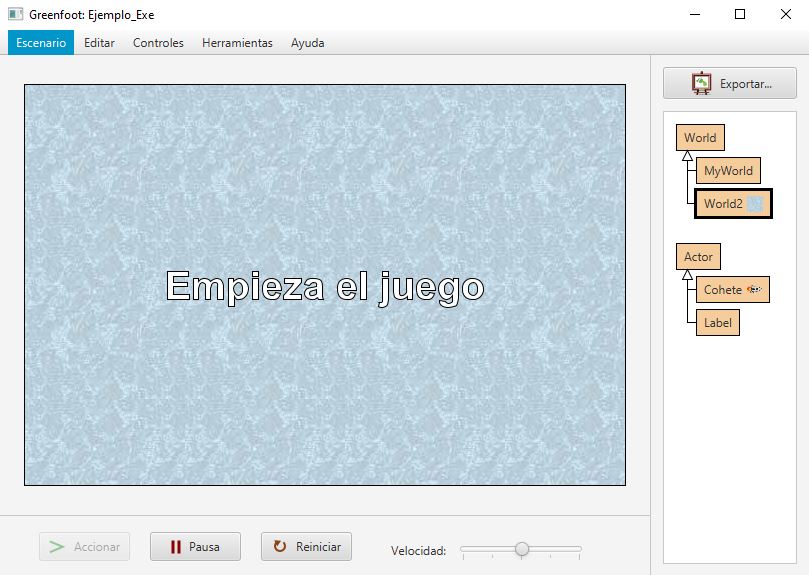 Greenfoot: Ejemplo_Exe
Escenario Editar Controles Herramientas Ayuda
Exportar...
World
MyWorld
World2
Empieza el juego
Actor
Cohete
Label
Accionar Pausa Reiniciar Velocidad: